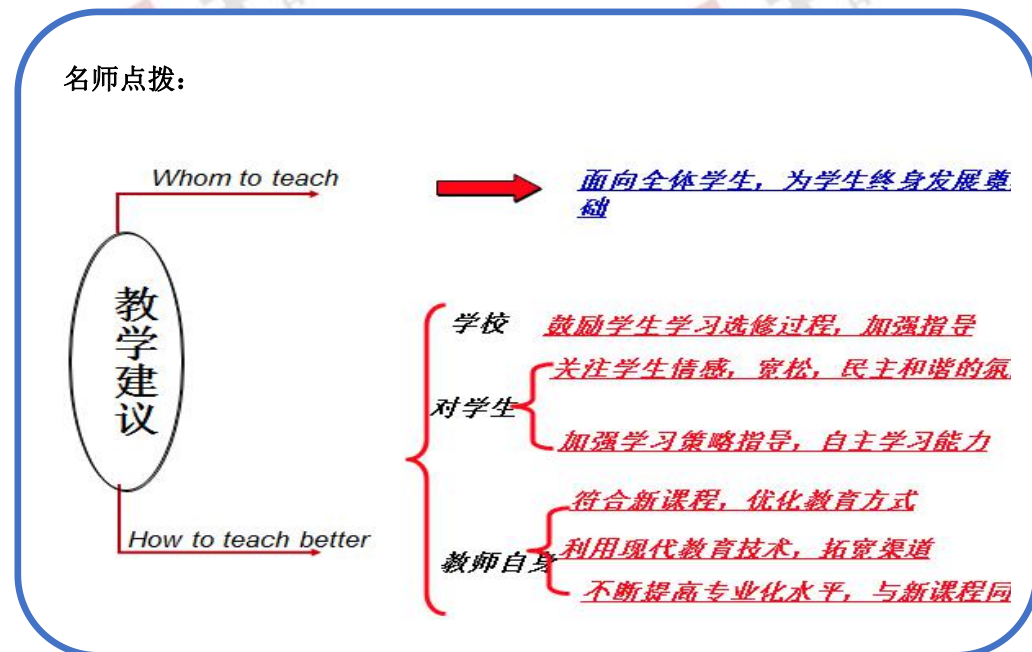 名师点拨：
Whom to teach
面向全体学生，为学生终身发展奠
础
教学建议
学校
鼓励学生学习选修过程，加强指导
关注学生情感，宽松，民主和谐的氛
对学生
加强学习策略指导，自主学习能力
符合新课程，优化教育方式
How to teach better
利用现代教育技术，拓宽渠道
教师自身
不断提高专业化水平，与新课程同